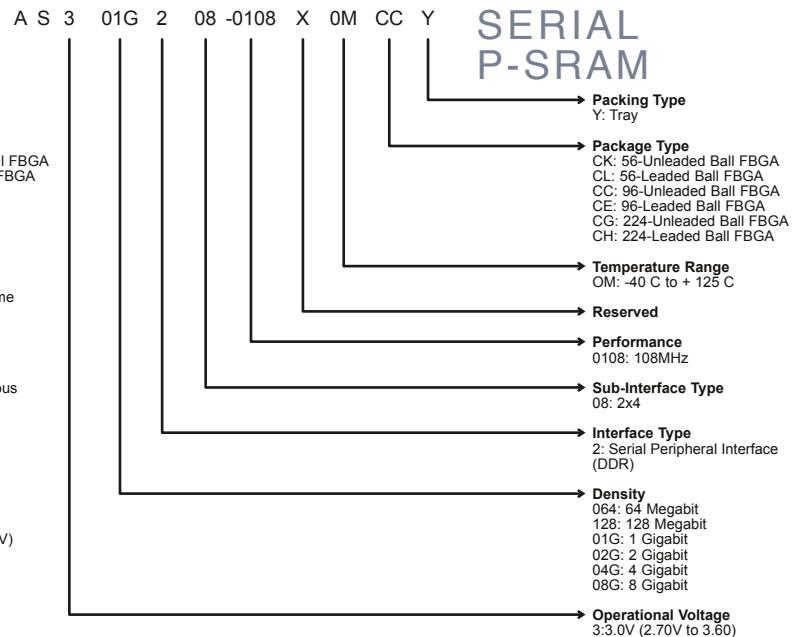 A S 3 01G 2 08 -0108 X 0M CC Y
SERIAL
P-SRAM
Packing Type
Y: Tray
Package Type
CK: 56-Unleaded Ball FBGA
CL: 56-Leaded Ball FBGA
CC: 96-Unleaded Ball FBGA
CE: 96-Leaded Ball FBGA
CG: 224-Unleaded Ball FBGA
CH: 224-Leaded Ball FBGA
Temperature Range
OM: -40 C to + 125 C
Reserved
Performance
0108: 108MHz
Sub-Interface Type
08: 2x4
Interface Type
2: Serial Peripheral Interface
(DDR)
Density
064: 64 Megabit
128: 128 Megabit
01G: 1 Gigabit
02G: 2 Gigabit
04G: 4 Gigabit
08G: 8 Gigabit
Operational Voltage
3:3.0V (2.70V to 3.60)
FBGA
FBGA
V)